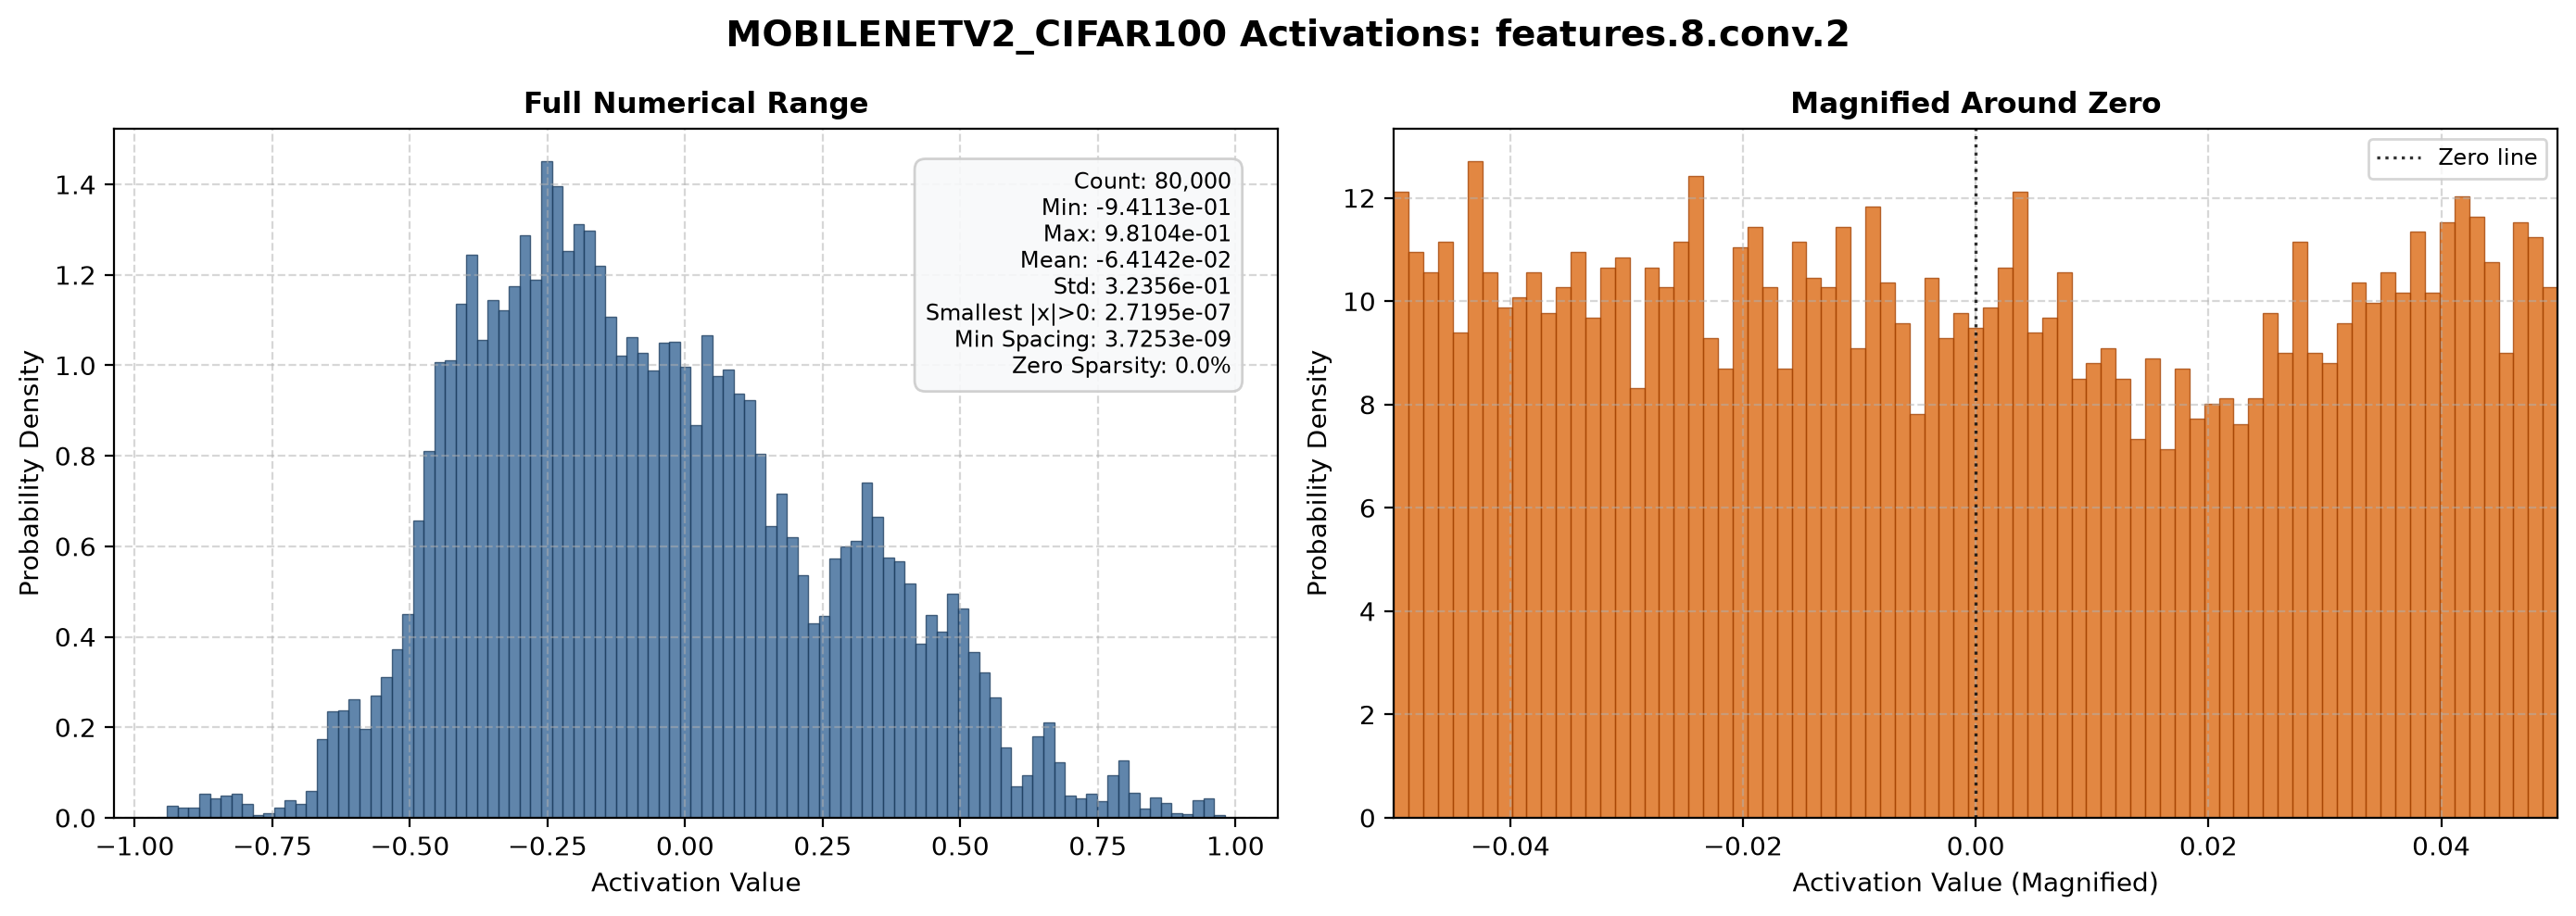 MOBILENETV2_CIFAR100 Activations: features.8.conv.2
Full Numerical Range
Probability Density
1.4
1.2
1.0
0.8
0.6
0.4
0.2
0.0
Count: 80,000
Min: -9.4113e-01
Max: 9.8104e-01
Mean: -6.4142e-02
Std: 3.2356e-01
Smallest |x|>0: 2.7195e-07
Min Spacing: 3.7253e-09
Zero Sparsity: 0.0%
−1.00 −0.75 −0.50 −0.25 0.00 0.25 0.50 0.75 1.00
Activation Value
Magnified Around Zero
Probability Density
12
10
8
6
4
2
0
Zero line
−0.04 −0.02 0.00 0.02 0.04
Activation Value (Magnified)